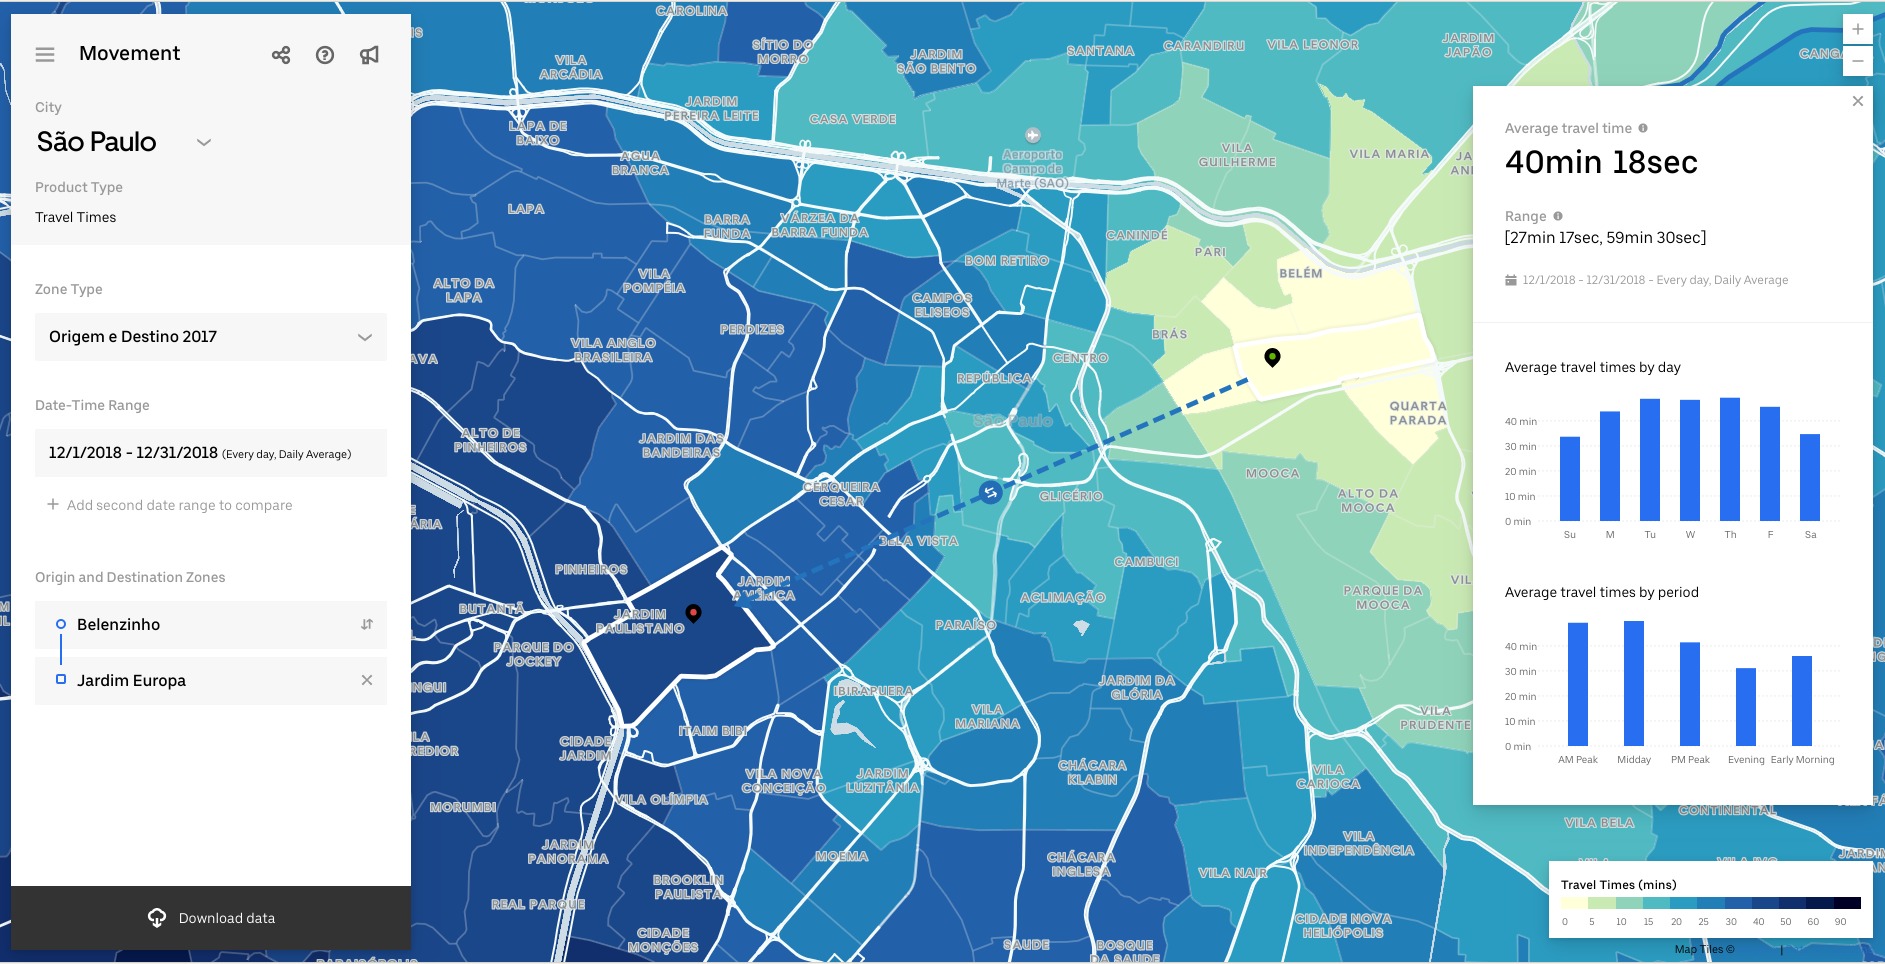 Movement
City
São Paulo
Product Type
Travel Times
Zone Type
Origem e Destino 2017
Date-Time Range
12/1/2018 - 12/31/2018 (Every day, Daily Average)
+ Add second date range to compare
Origin and Destination Zones
Belenzinho
Jardim Europa
Download data
CAROLINA
VILA
ARCÁDIA
SÍTIO DO
MORRO
JARDIM
SÃO BENTO
SANTANA
CARANDIRU
VILA LEONOR
JARDIM
JAPÃO
LAPA DE
BAIXO
JARDIM
PEREIRA LEITE
CASA VERDE
AGUA
BRANCA
Aeroporto
Campo de
Marte (SAO)
VILA
GUILHERME
VILA MARIA
LAPA
BARRA
FUNDA
VÁRZEA DA
BARRA FUNDA
CANINDÉ
PARI
BOM RETIRO
BELÉM
ALTO DA
LAPA
VILA
POMPÉIA
CAMPOS
ELISEOS
PERDIZES
BRÁS
VILA ANGLO
BRASILEIRA
CENTRO
REPÚBLICA
São Paulo
QUARTA
PARADA
ALTO DE
PINHEIROS
JARDIM DAS
BANDEIRAS
MOOCA
CERQUEIRA
CESAR
GLICÉRIO
ALTO DA
MOOCA
BELA VISTA
CAMBUCI
PINHEIROS
JARDIM
AMÉRICA
ACLIMAÇÃO
PARQUE DA
MOOCA
BUTANTÃ
JARDIM
PAULISTANO
PARAÍSO
PARQUE DO
JOCKEY
IBIRAPUERA
JARDIM DA
GLÓRIA
VILA
MARIANA
VILA
PRUDENTE
ITAIM BIBI
CIDADE
JARDIM
CHÁCARA
KLABIN
VILA NOVA
CONCEIÇÃO
JARDIM
LUZITÂNIA
VILA
CARIOCA
MORUMBI
VILA OLÍMPIA
CONTINENTAL
VILA BELA
JARDIM
PANORAMA
MOEMA
CHÁCARA
INGLESA
VILA
INDEPENDÊNCIA
VILA NAIR
BROOKLIN
PAULISTA
REAL PARQUE
CIDADE NOVA
HELIÓPOLIS
CIDADE
MONÇÕES
SAUDE
BOSQUE
DA SAUDE
+
−
Average travel time
40min 18sec
Range
[27min 17sec, 59min 30sec]
12/1/2018 - 12/31/2018 - Every day, Daily Average
Average travel times by day
40 min
30 min
20 min
10 min
0 min
Su M Tu W Th F Sa
Average travel times by period
40 min
30 min
20 min
10 min
0 min
AM Peak Midday PM Peak Evening Early Morning
Travel Times (mins)
0 5 10 15 20 25 30 40 50 60 90
Map Tiles © |